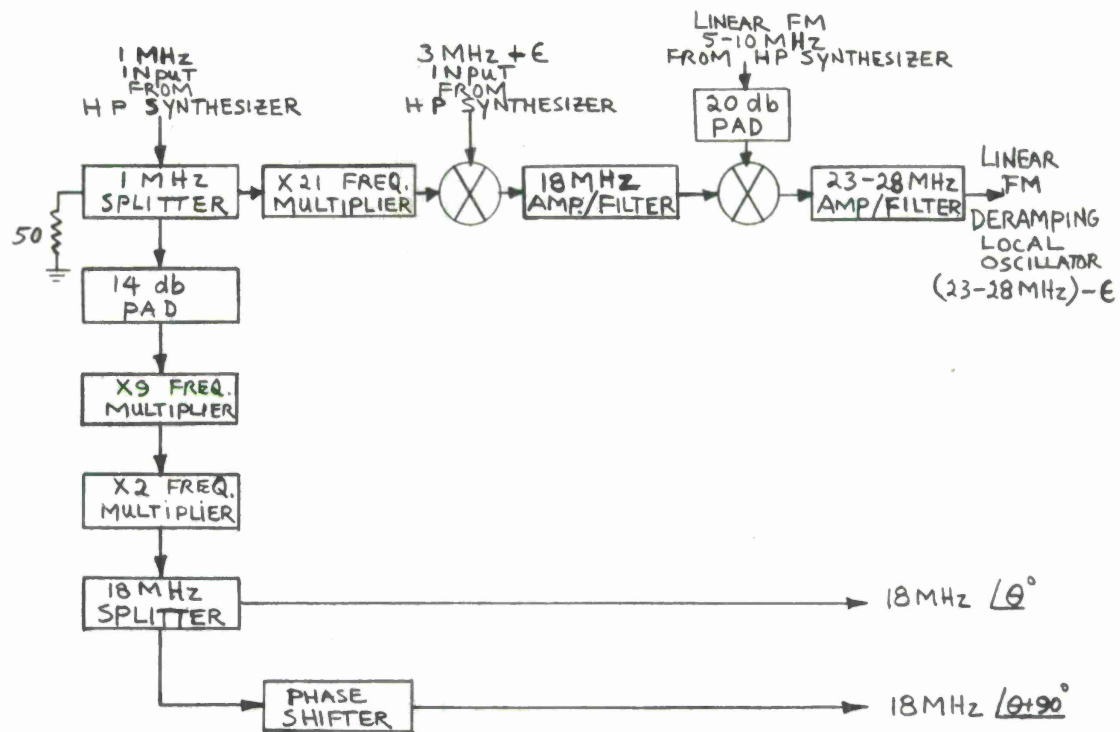 1 MHz
INPUT
FROM
HP SYNTHESIZER
3 MHz + ε
INPUT
FROM
HP SYNTHESIZER
LINEAR FM
5-10 MHz
FROM HP SYNTHESIZER
20 db
PAD
1 MHz
SPLITTER
X21 FREQ.
MULTIPLIER
18 MHz
AMP/FILTER
23-28 MHz
AMP/FILTER
LINEAR
FM
DERAMPING
LOCAL
OSCILLATOR
(23-28 MHz)-ε
50
14 db
PAD
X9 FREQ.
MULTIPLIER
X2 FREQ.
MULTIPLIER
18 MHz
SPLITTER
18 MHz ∠θ°
PHASE
SHIFTER
18 MHz ∠θ+90°